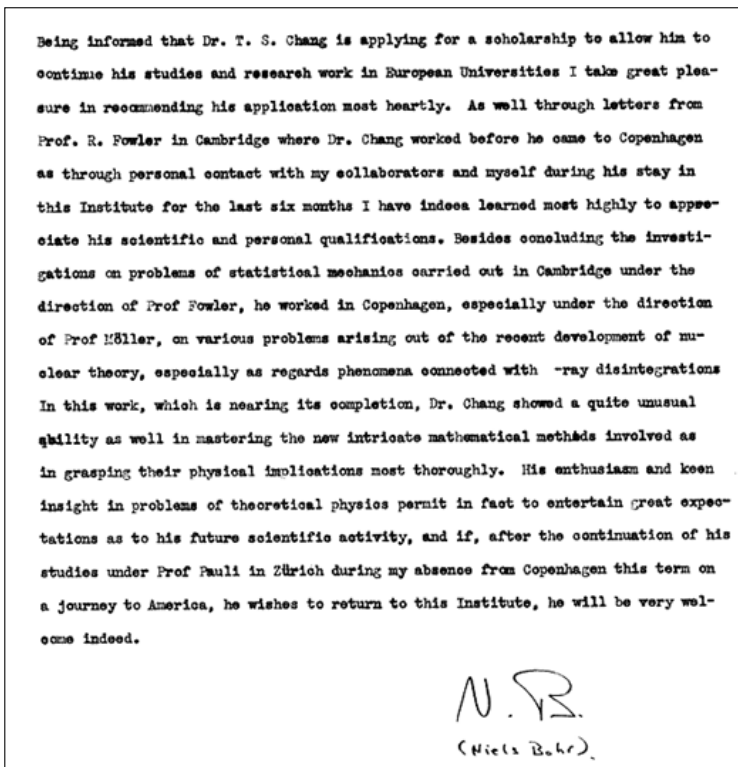 Being informed that Dr. T. S. Chang is applying for a scholarship to allow him to
continue his studies and research work in European Universities I take great plea-
sure in recommending his application most heartly. As well through letters from
Prof. R. Fowler in Cambridge where Dr. Chang worked before he came to Copenhagen
as through personal contact with my collaborators and myself during his stay in
this Institute for the last six months I have indeea learned most highly to appre-
ciate his scientific and personal qualifications. Besides concluding the investi-
gations on problems of statistical mechanics carried out in Cambridge under the
direction of Prof Fowler, he worked in Copenhagen, especially under the direction
of Prof Möller, on various problems arising out of the recent development of nu-
clear theory, especially as regards phenomena connected with -ray disintegrations
In this work, which is nearing its completion, Dr. Chang showed a quite unusual
ability as well in mastering the new intricate mathematical methods involved as
in grasping their physical implications most thoroughly. His enthusiasm and keen
insight in problems of theoretical physics permit in fact to entertain great expec-
tations as to his future scientific activity, and if, after the continuation of his
studies under Prof Pauli in Zürich during my absence from Copenhagen this term on
a journey to America, he wishes to return to this Institute, he will be very wel-
come indeed.
N. B.
(Niels Bohr).